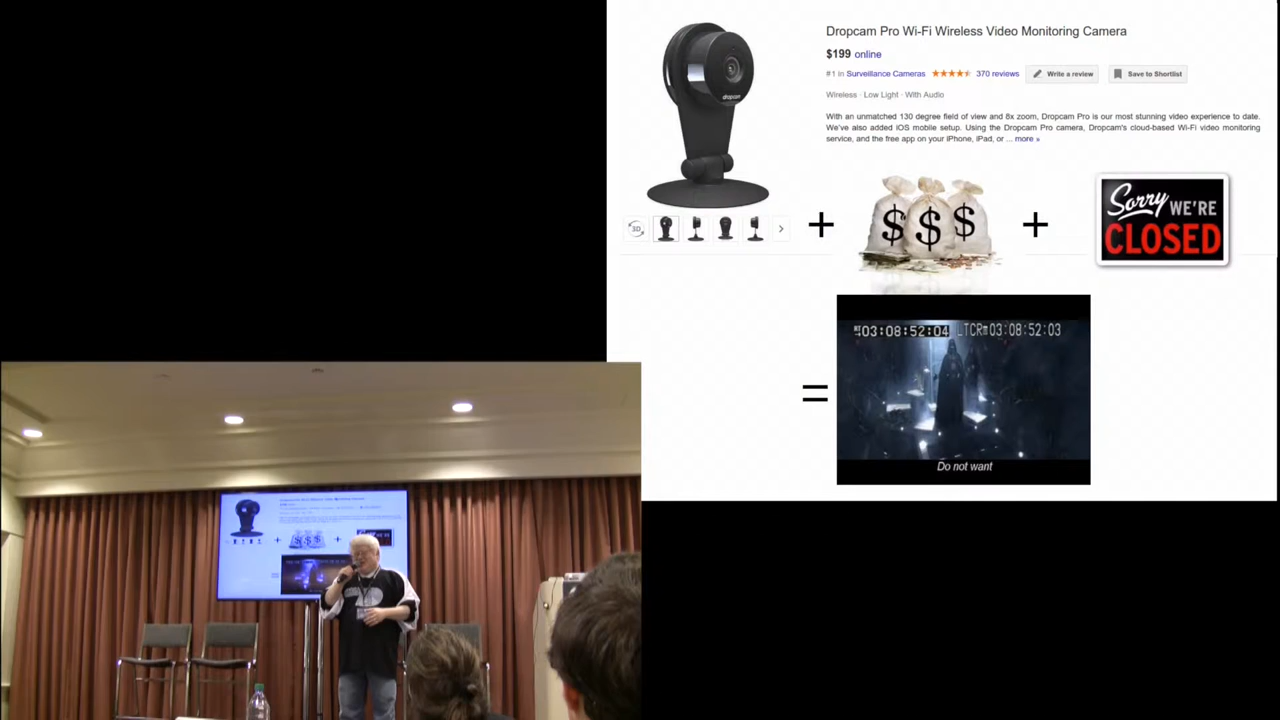 Dropcam Pro Wi-Fi Wireless Video Monitoring Camera
$199 online
#1 in Surveillance Cameras 370 reviews Write a review Save to Shortlist
Wireless · Low Light · With Audio
With an unmatched 130 degree field of view and 8x zoom, Dropcam Pro is our most stunning video experience to date.
We've also added iOS mobile setup. Using the Dropcam Pro camera, Dropcam's cloud-based Wi-Fi video monitoring
service, and the free app on your iPhone, iPad, or ... more »
dropcam
3D
+ $ $ $ +
Sorry WE'RE
CLOSED
=
03:08:52:04 LTCR 03:08:52:03
Do not want